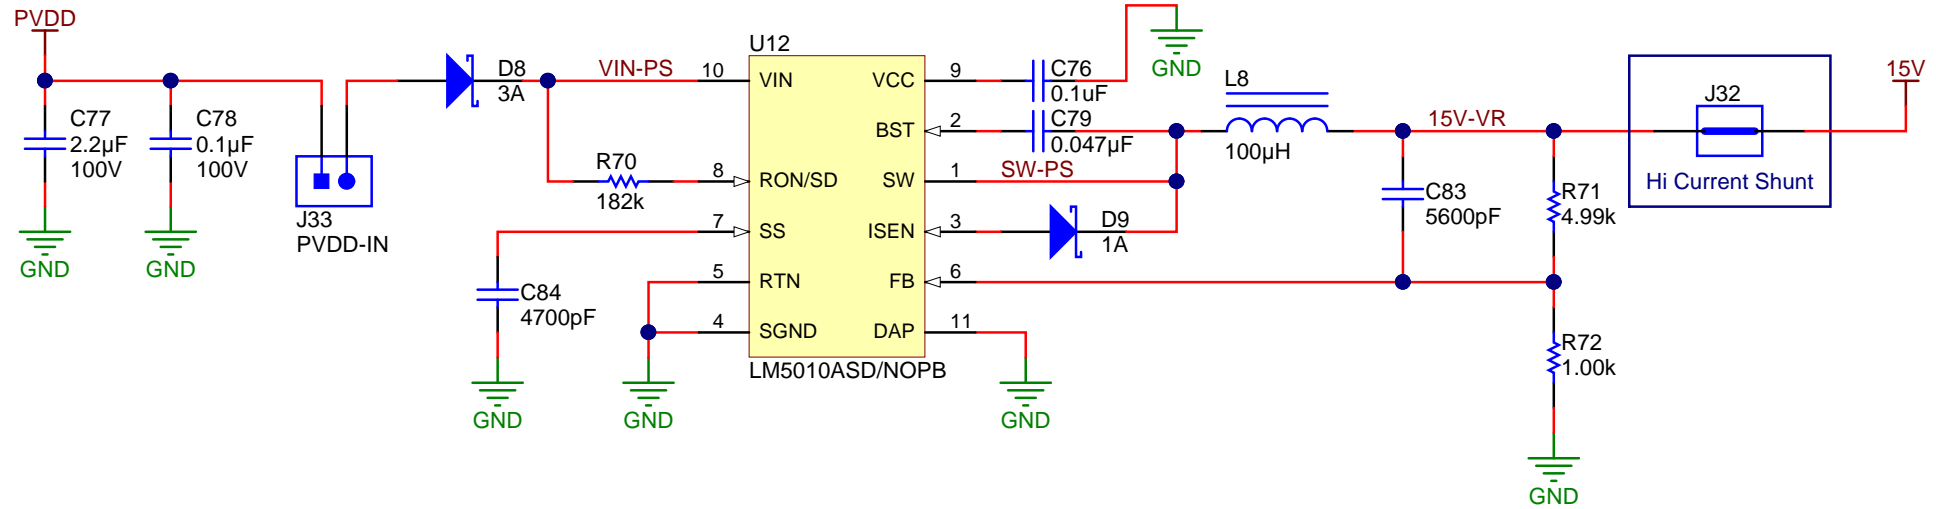 PVDD
C77
2.2µF
100V
GND
C78
0.1µF
100V
GND
J33
PVDD-IN
D8
3A
VIN-PS
R70
182k
C84
4700pF
GND
GND
U12
10 VIN
8 RON/SD
7 SS
5 RTN
4 SGND
VCC 9
BST 2
SW 1
ISEN 3
FB 6
DAP 11
LM5010ASD/NOPB
GND
C76
0.1uF
GND
C79
0.047µF
SW-PS
D9
1A
L8
100µH
15V-VR
C83
5600pF
R71
4.99k
R72
1.00k
GND
J32
Hi Current Shunt
15V